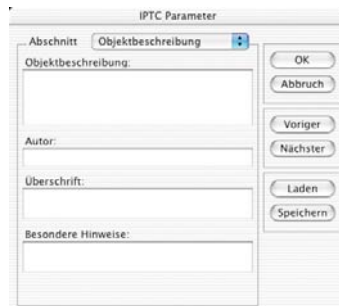 IPTC Parameter
Abschnitt Objektbeschreibung
Objektbeschreibung:
Autor:
Überschrift:
Besondere Hinweise:
OK
Abbruch
Voriger
Nächster
Laden
Speichern